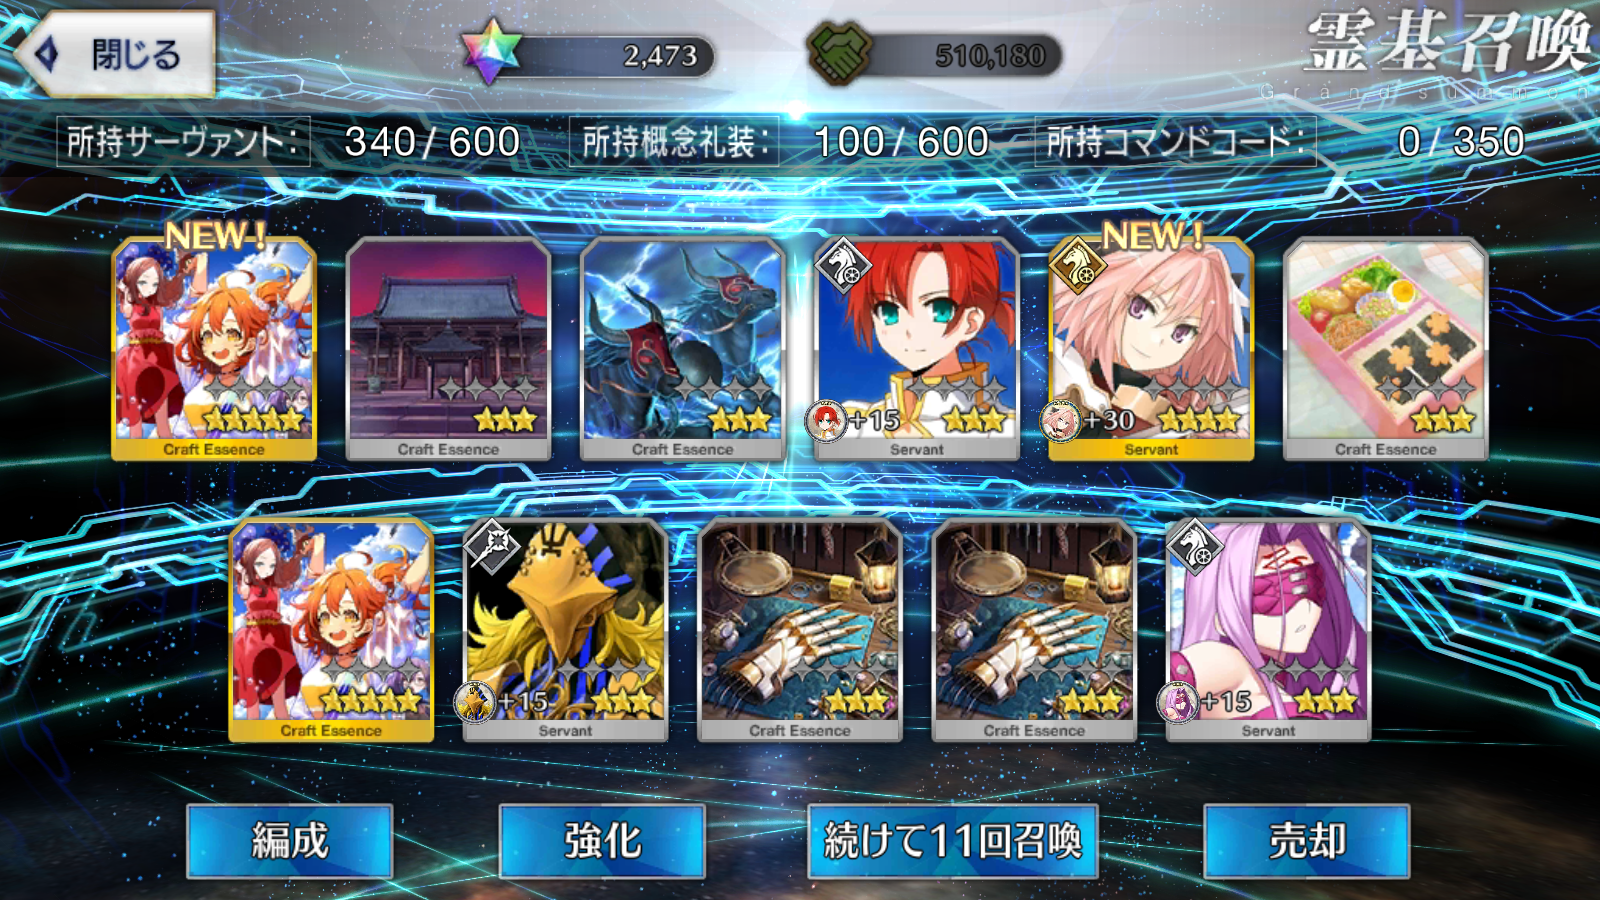 閉じる
2,473
510,180
霊基召喚
Grand summon
所持サーヴァント:
340 / 600
所持概念礼装:
100 / 600
所持コマンドコード:
0 / 350
NEW!
NEW!
+15
+30
Craft Essence
Craft Essence
Craft Essence
Servant
Servant
Craft Essence
+15
+15
Craft Essence
Servant
Craft Essence
Craft Essence
Servant
編成
強化
続けて11回召喚
売却